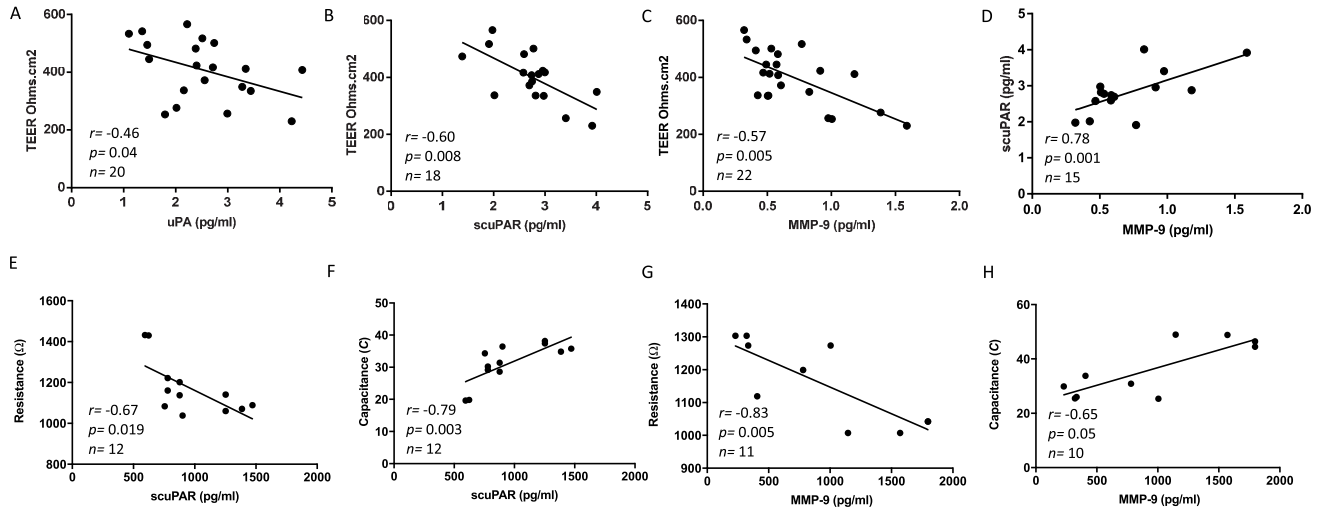 A
TEER Ohms.cm2
600
400
200
0
r= -0.46
p= 0.04
n= 20
0 1 2 3 4 5
uPA (pg/ml)
B
TEER Ohms.cm2
600
400
200
0
r= -0.60
p= 0.008
n= 18
0 1 2 3 4 5
scuPAR (pg/ml)
C
TEER Ohms.cm2
600
400
200
0
r= -0.57
p= 0.005
n= 22
0.0 0.5 1.0 1.5 2.0
MMP-9 (pg/ml)
D
scuPAR (pg/ml)
5
4
3
2
1
0
r= 0.78
p= 0.001
n= 15
0.0 0.5 1.0 1.5 2.0
MMP-9 (pg/ml)
E
Resistance (Ω)
1600
1400
1200
1000
800
r= -0.67
p= 0.019
n= 12
0 500 1000 1500 2000
scuPAR (pg/ml)
F
Capacitance (C)
50
40
30
20
10
0
r= -0.79
p= 0.003
n= 12
0 500 1000 1500 2000
scuPAR (pg/ml)
G
Resistance (Ω)
1400
1300
1200
1100
1000
900
r= -0.83
p= 0.005
n= 11
0 500 1000 1500 2000
MMP-9 (pg/ml)
H
Capacitance (C)
60
40
20
0
r= -0.65
p= 0.05
n= 10
0 500 1000 1500 2000
MMP-9 (pg/ml)